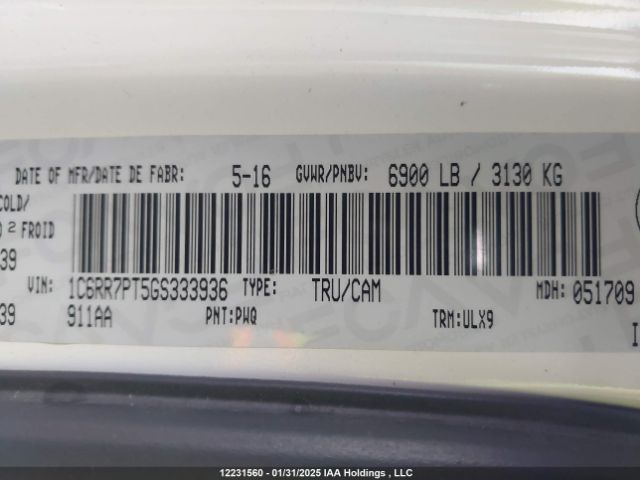 DATE OF MFR/DATE DE FABR: 5-16 GVWR/PNBV: 6900 LB / 3130 KG
COLD/
2 FROID
39
VIN: 1C6RR7PT5GS333936 TYPE: TRU/CAM MDH: 051709
39 911AA PNT:PWQ TRM:ULX9
12231560 - 01/31/2025 IAA Holdings , LLC